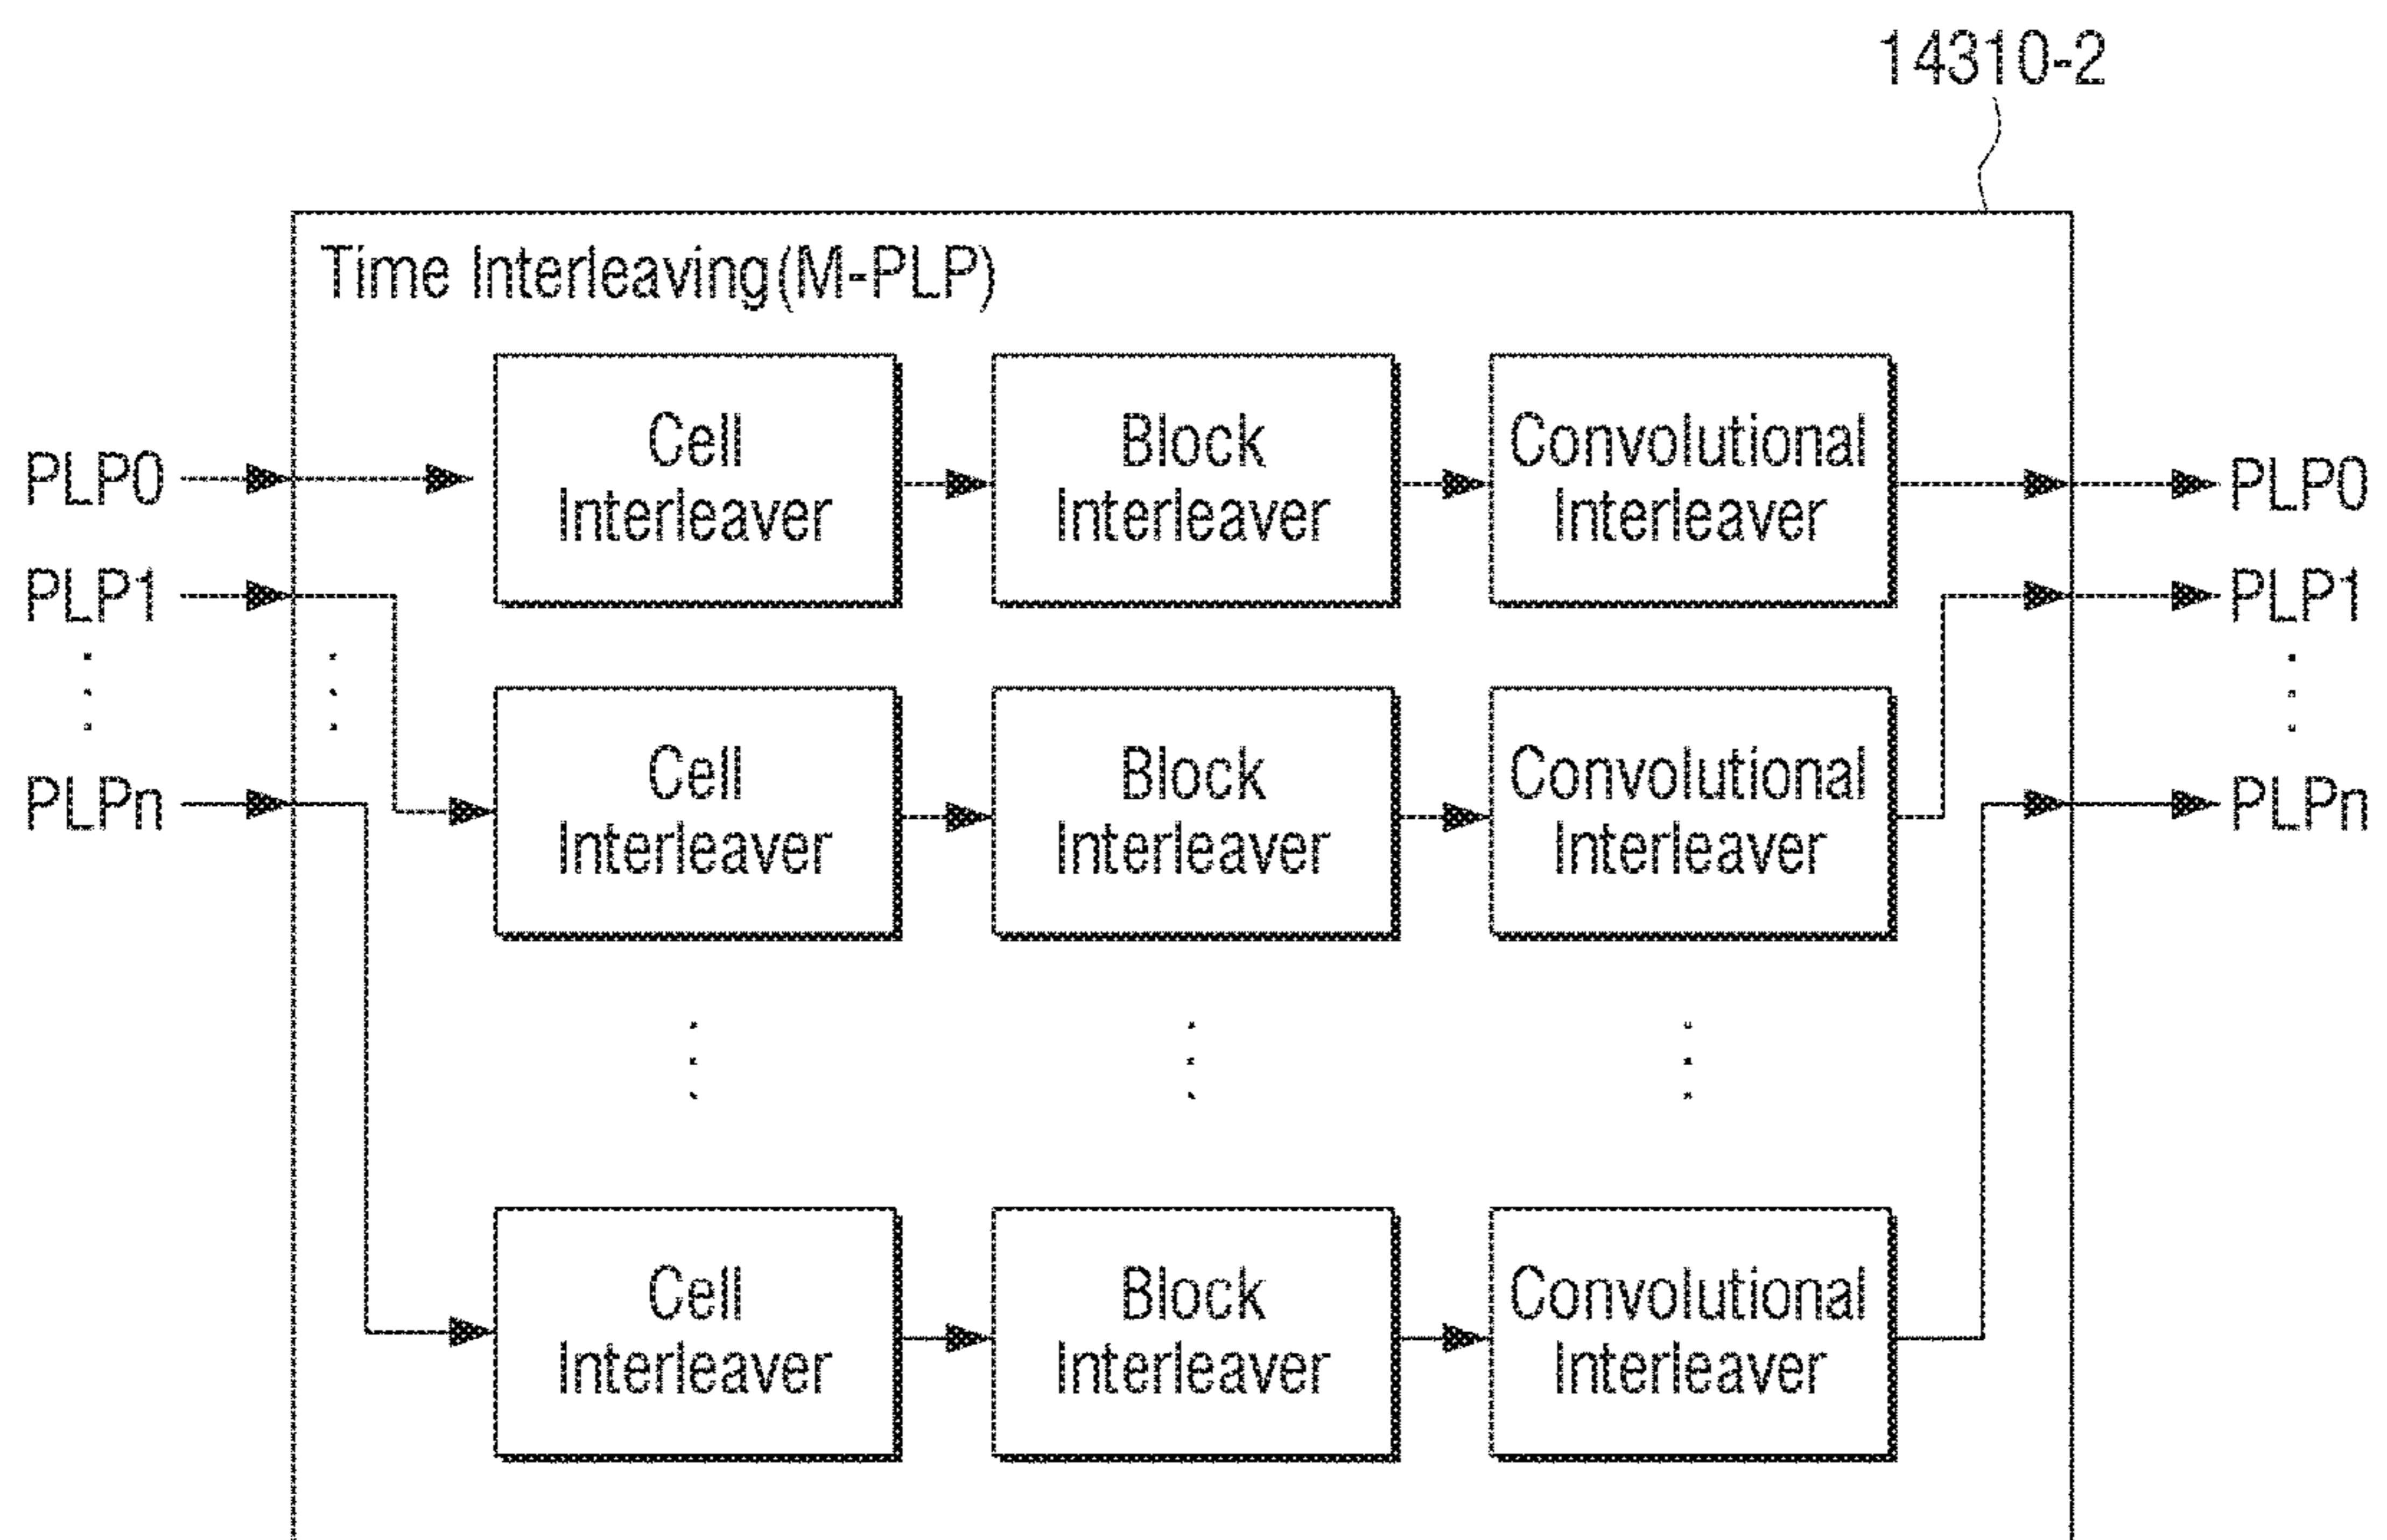 14310-2
Time Interleaving(M-PLP)
PLP0
Cell
Interleaver
Block
Interleaver
Convolutional
Interleaver
PLP0
PLP1
PLP1
Cell
Interleaver
Block
Interleaver
Convolutional
Interleaver
PLPn
PLPn
Cell
Interleaver
Block
Interleaver
Convolutional
Interleaver